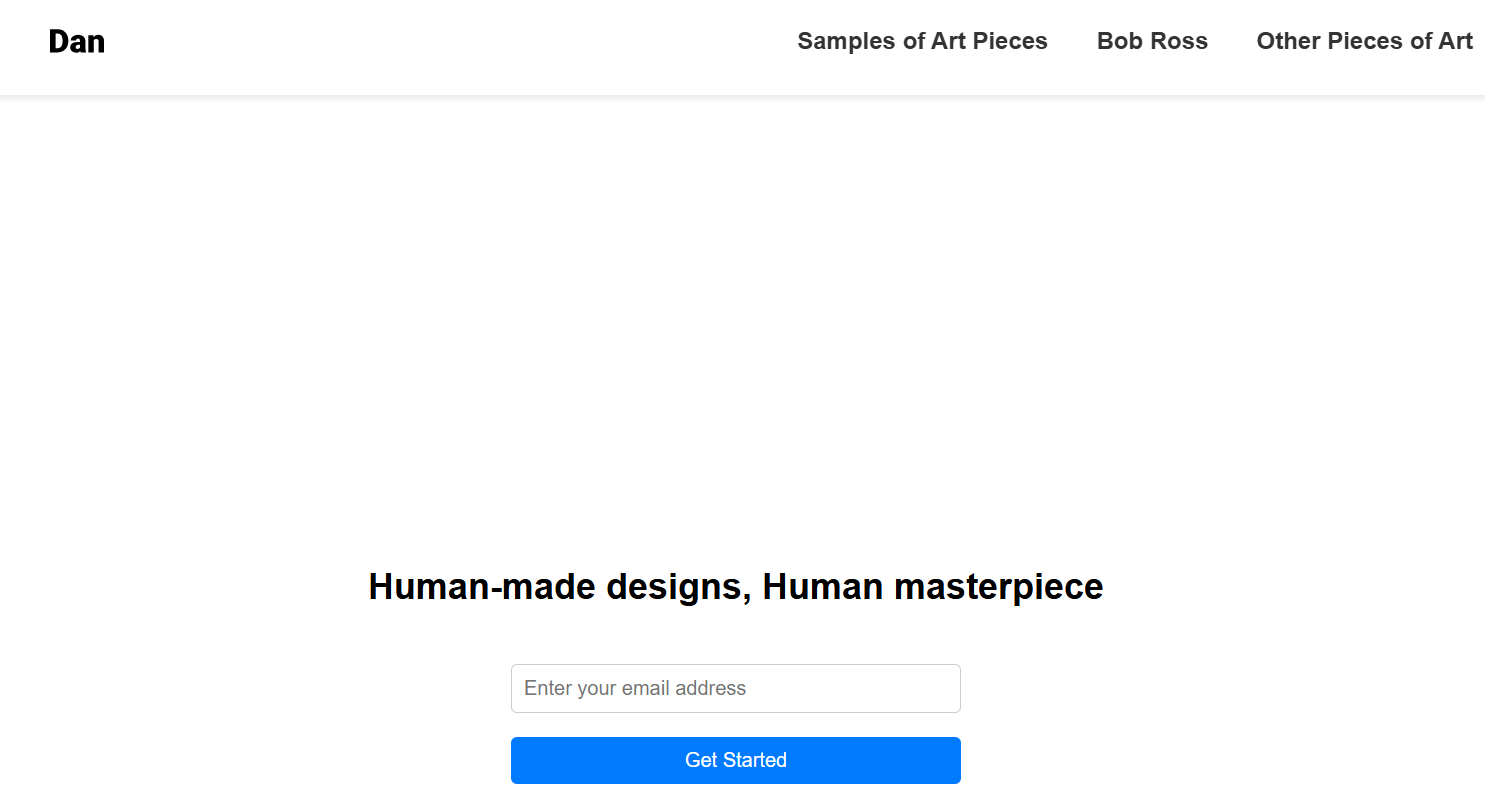 Dan
Samples of Art Pieces
Bob Ross
Other Pieces of Art
Human-made designs, Human masterpiece
Enter your email address
Get Started